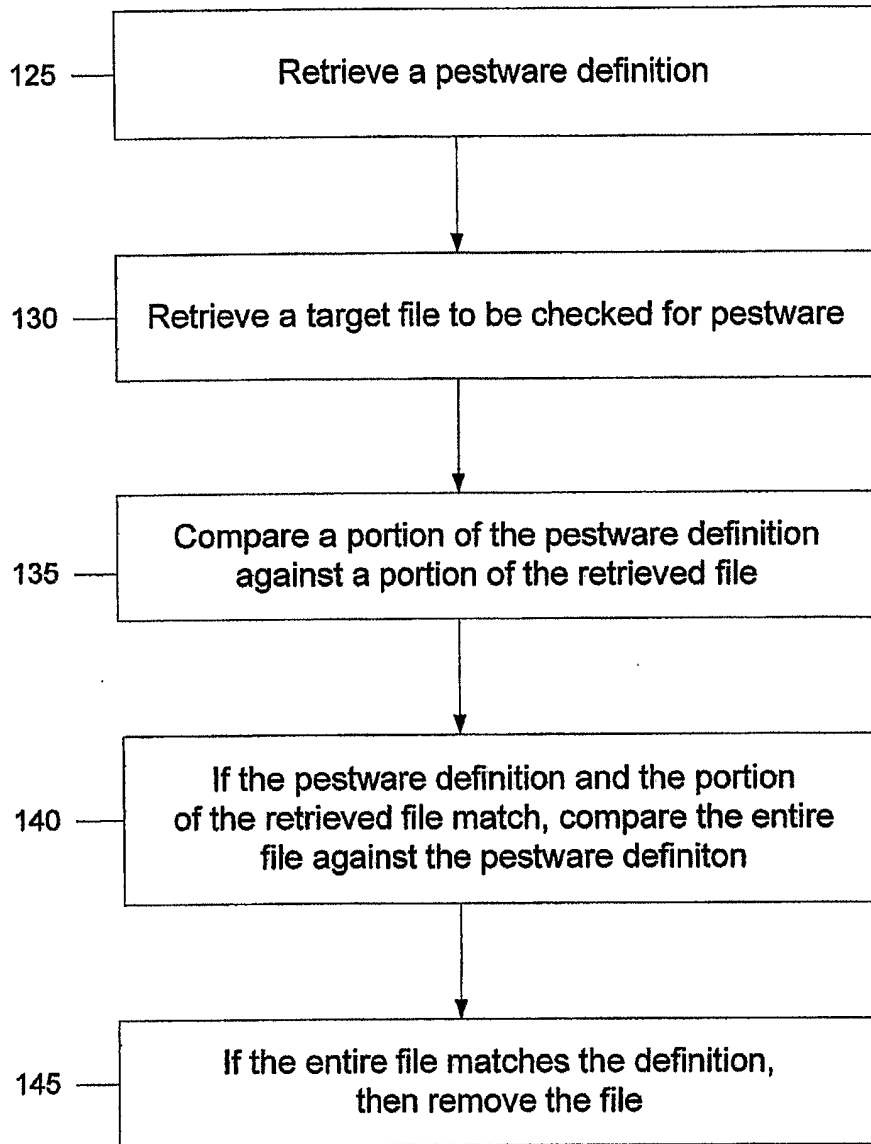 125
Retrieve a pestware definition
130
Retrieve a target file to be checked for pestware
135
Compare a portion of the pestware definition
against a portion of the retrieved file
140
If the pestware definition and the portion
of the retrieved file match, compare the entire
file against the pestware definiton
145
If the entire file matches the definition,
then remove the file